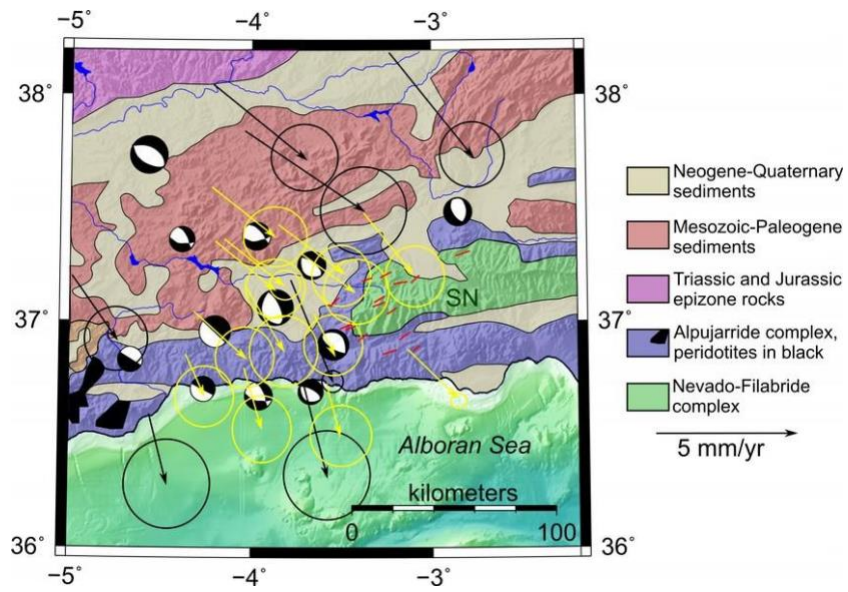 −5°
−4°
−3°
38°
38°
Neogene-Quaternary
sediments
Mesozoic-Paleogene
sediments
Triassic and Jurassic
epizone rocks
SN
37°
37°
Alpujarride complex,
peridotites in black
Nevado-Filabride
complex
5 mm/yr
Alboran Sea
kilometers
0
100
36°
36°
−5°
−4°
−3°